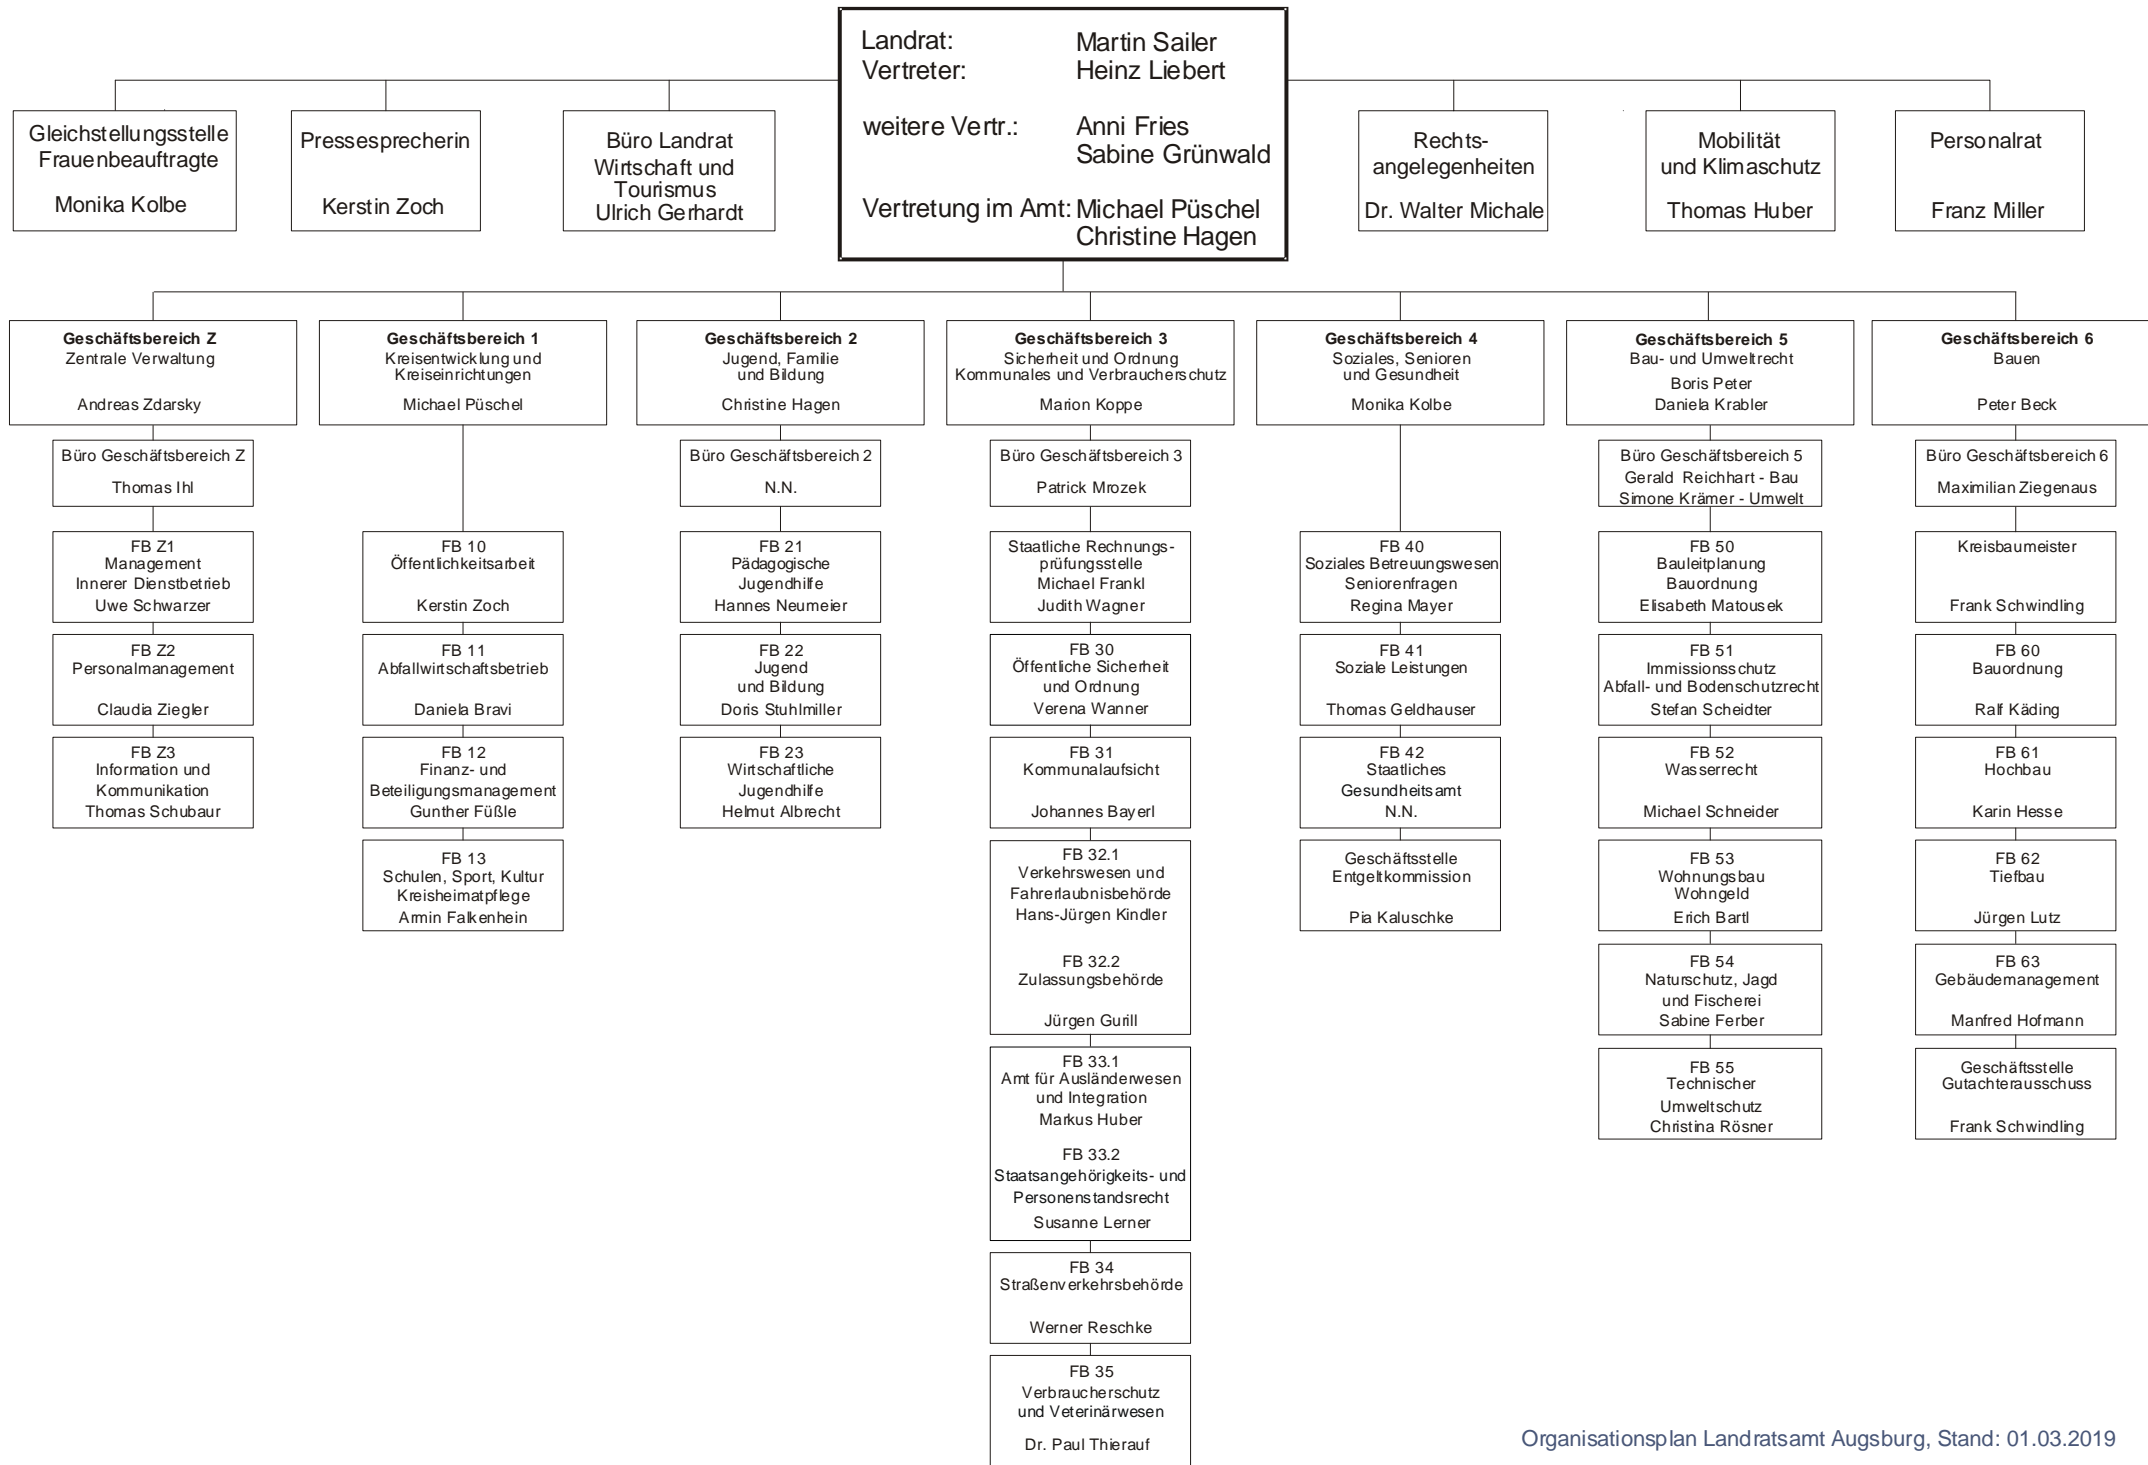 Landrat: Martin Sailer
Vertreter: Heinz Liebert
weitere Vertr.: Anni Fries
Sabine Grünwald
Vertretung im Amt: Michael Püschel
Christine Hagen
Gleichstellungsstelle
Frauenbeauftragte
Monika Kolbe
Pressesprecherin
Kerstin Zoch
Büro Landrat
Wirtschaft und
Tourismus
Ulrich Gerhardt
Rechts-
angelegenheiten
Dr. Walter Michale
Mobilität
und Klimaschutz
Thomas Huber
Personalrat
Franz Miller
Geschäftsbereich Z
Zentrale Verwaltung
Andreas Zdarsky
Büro Geschäftsbereich Z
Thomas Ihl
FB Z1
Management
Innerer Dienstbetrieb
Uwe Schwarzer
FB Z2
Personalmanagement
Claudia Ziegler
FB Z3
Information und
Kommunikation
Thomas Schubaur
Geschäftsbereich 1
Kreisentwicklung und
Kreiseinrichtungen
Michael Püschel
FB 10
Öffentlichkeitsarbeit
Kerstin Zoch
FB 11
Abfallwirtschaftsbetrieb
Daniela Bravi
FB 12
Finanz- und
Beteiligungsmanagement
Gunther Füßle
FB 13
Schulen, Sport, Kultur
Kreisheimatpflege
Armin Falkenhein
Geschäftsbereich 2
Jugend, Familie
und Bildung
Christine Hagen
Büro Geschäftsbereich 2
N.N.
FB 21
Pädagogische
Jugendhilfe
Hannes Neumeier
FB 22
Jugend
und Bildung
Doris Stuhlmiller
FB 23
Wirtschaftliche
Jugendhilfe
Helmut Albrecht
Geschäftsbereich 3
Sicherheit und Ordnung
Kommunales und Verbraucherschutz
Marion Koppe
Büro Geschäftsbereich 3
Patrick Mrozek
Staatliche Rechnungs-
prüfungsstelle
Michael Frankl
Judith Wagner
FB 30
Öffentliche Sicherheit
und Ordnung
Verena Wanner
FB 31
Kommunalaufsicht
Johannes Bayerl
FB 32.1
Verkehrswesen und
Fahrerlaubnisbehörde
Hans-Jürgen Kindler
FB 32.2
Zulassungsbehörde
Jürgen Gurill
FB 33.1
Amt für Ausländerwesen
und Integration
Markus Huber
FB 33.2
Staatsangehörigkeits- und
Personenstandsrecht
Susanne Lerner
FB 34
Straßenverkehrsbehörde
Werner Reschke
FB 35
Verbraucherschutz
und Veterinärwesen
Dr. Paul Thierauf
Geschäftsbereich 4
Soziales, Senioren
und Gesundheit
Monika Kolbe
FB 40
Soziales Betreuungswesen
Seniorenfragen
Regina Mayer
FB 41
Soziale Leistungen
Thomas Geldhauser
FB 42
Staatliches
Gesundheitsamt
N.N.
Geschäftsstelle
Entgeltkommission
Pia Kaluschke
Geschäftsbereich 5
Bau- und Umweltrecht
Boris Peter
Daniela Krabler
Büro Geschäftsbereich 5
Gerald Reichhart - Bau
Simone Krämer - Umwelt
FB 50
Bauleitplanung
Bauordnung
Elisabeth Matousek
FB 51
Immissionsschutz
Abfall- und Bodenschutzrecht
Stefan Scheidter
FB 52
Wasserrecht
Michael Schneider
FB 53
Wohnungsbau
Wohngeld
Erich Bartl
FB 54
Naturschutz, Jagd
und Fischerei
Sabine Ferber
FB 55
Technischer
Umweltschutz
Christina Rösner
Geschäftsbereich 6
Bauen
Peter Beck
Büro Geschäftsbereich 6
Maximilian Ziegenaus
Kreisbaumeister
Frank Schwindling
FB 60
Bauordnung
Ralf Käding
FB 61
Hochbau
Karin Hesse
FB 62
Tiefbau
Jürgen Lutz
FB 63
Gebäudemanagement
Manfred Hofmann
Geschäftsstelle
Gutachterausschuss
Frank Schwindling
Organisationsplan Landratsamt Augsburg, Stand: 01.03.2019